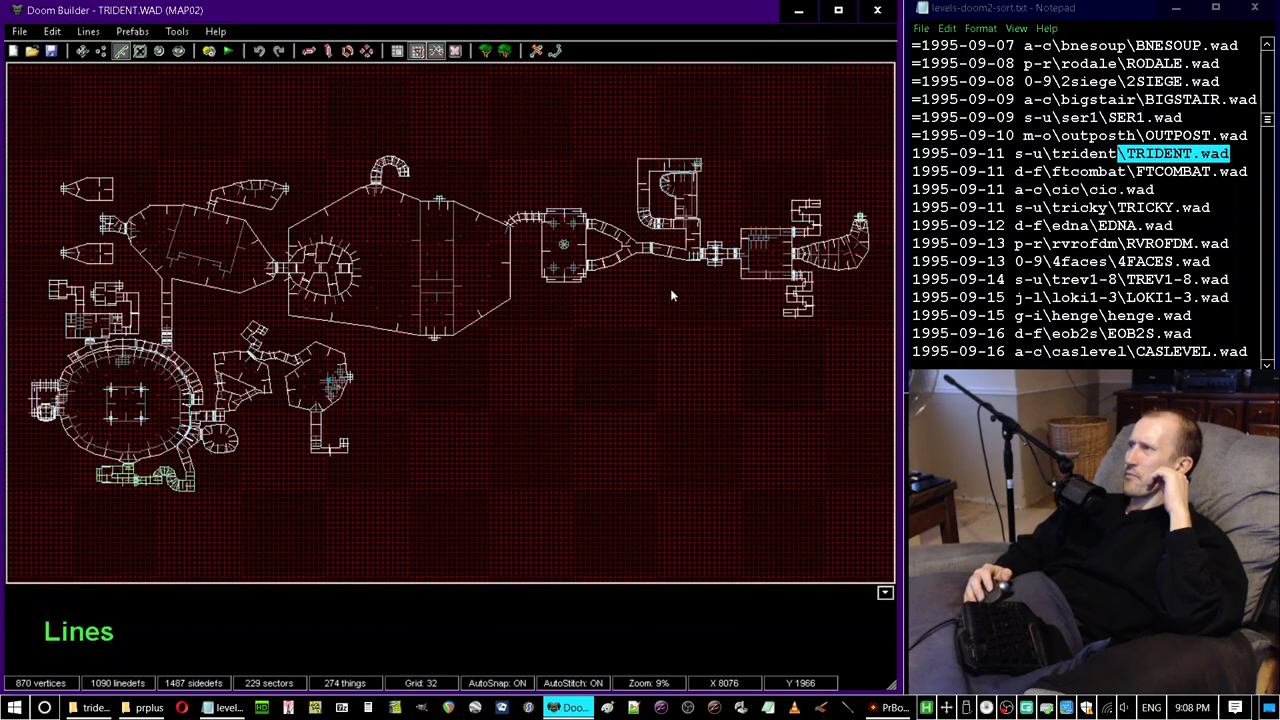 Doom Builder - TRIDENT.WAD (MAP02)
File Edit Lines Prefabs Tools Help
Lines
870 vertices 1090 linedefs 1487 sidedefs 229 sectors 274 things Grid: 32 AutoSnap: ON AutoStitch: ON Zoom: 9% X 8076 Y 1966
levels-doom2-sort.txt - Notepad
File Edit Format View Help
=1995-09-07 a-c\bnesoup\BNESOUP.wad
=1995-09-08 p-r\rodale\RODALE.wad
=1995-09-08 0-9\2siege\2SIEGE.wad
=1995-09-09 a-c\bigstair\BIGSTAIR.wad
=1995-09-09 s-u\ser1\SER1.wad
=1995-09-10 m-o\outposth\OUTPOST.wad
1995-09-11 s-u\trident\TRIDENT.wad
1995-09-11 d-f\ftcombat\FTCOMBAT.wad
1995-09-11 a-c\cic\cic.wad
1995-09-11 s-u\tricky\TRICKY.wad
1995-09-12 d-f\edna\EDNA.wad
1995-09-13 p-r\rvrofdm\RVROFDM.wad
1995-09-13 0-9\4faces\4FACES.wad
1995-09-14 s-u\trev1-8\TREV1-8.wad
1995-09-15 j-l\loki1-3\LOKI1-3.wad
1995-09-15 g-i\henge\henge.wad
1995-09-16 d-f\eob2s\EOB2S.wad
1995-09-16 a-c\caslevel\CASLEVEL.wad
tride... prplus level... Doo... PrBo... ENG 9:08 PM